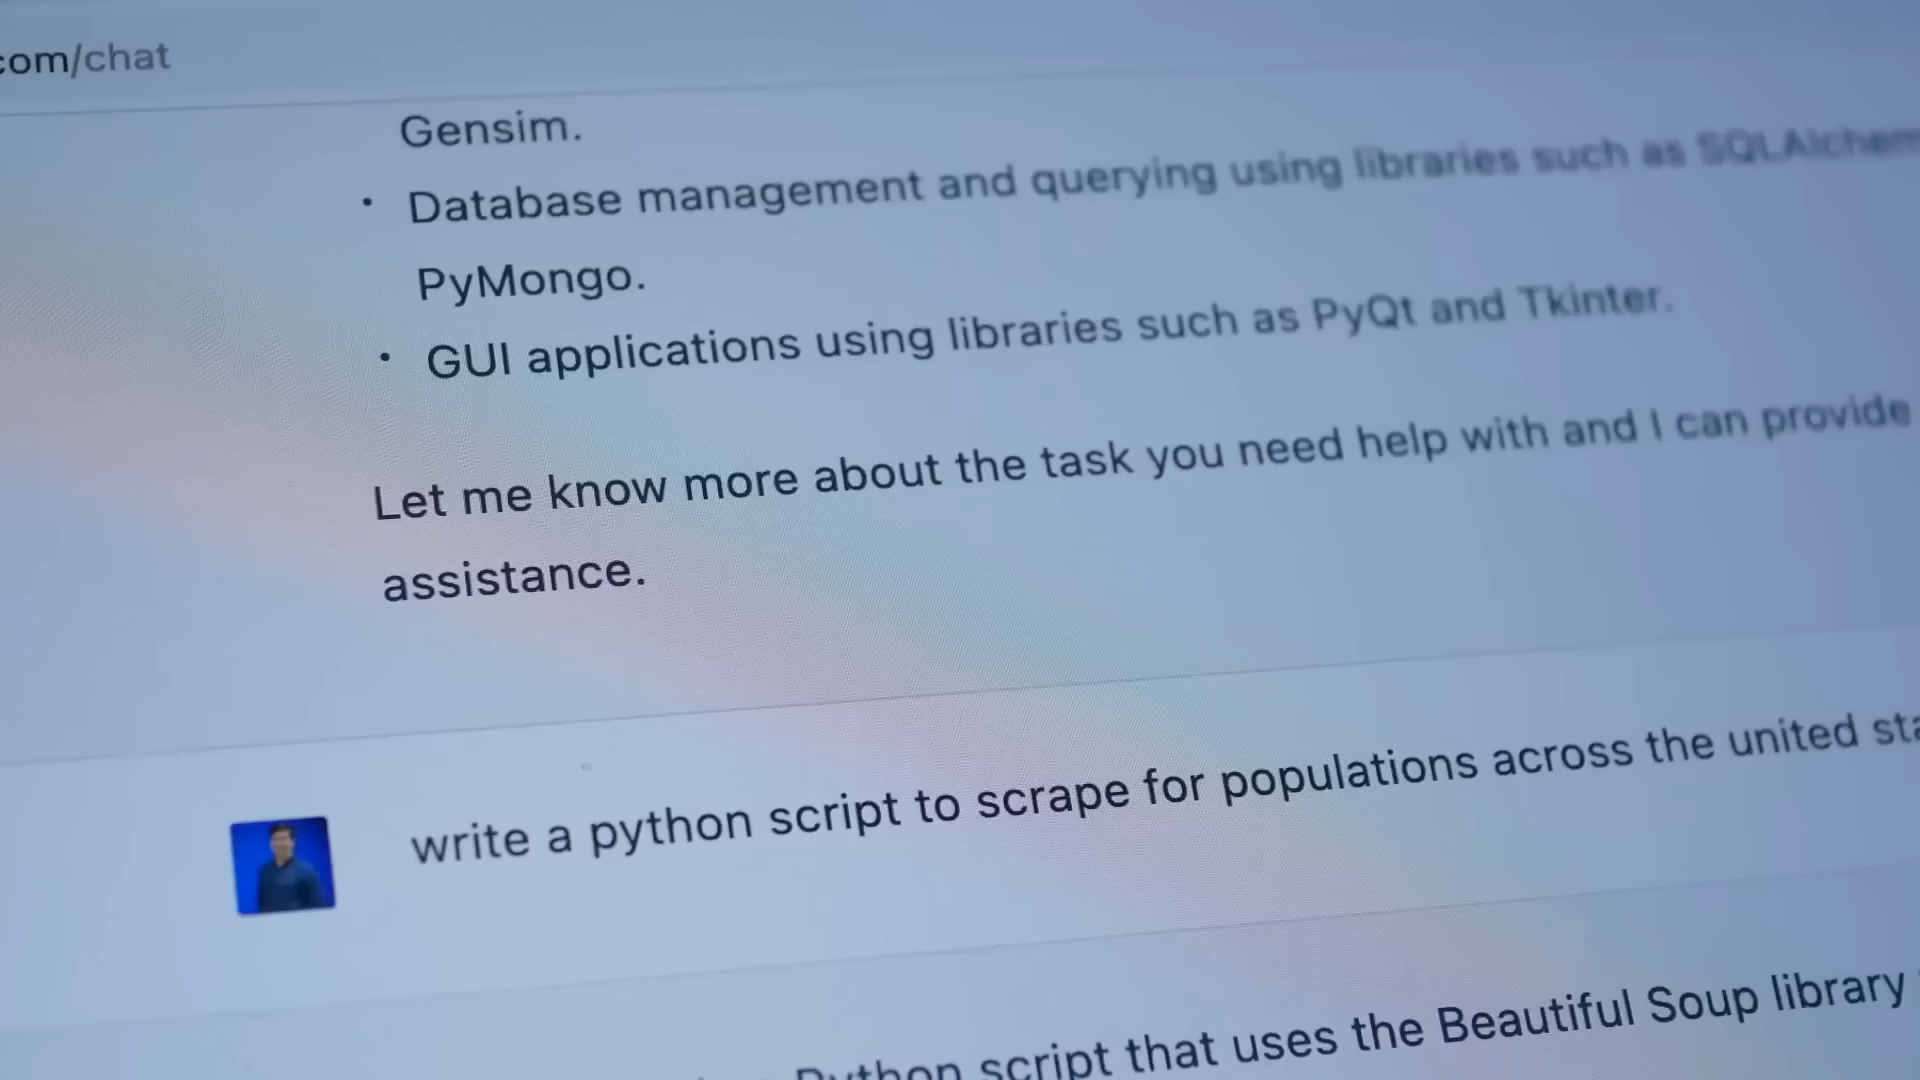 com/chat
Gensim.
• Database management and querying using libraries such as
PyMongo.
• GUI applications using libraries such as PyQt and Tkinter.
Let me know more about the task you need help with and I can provide
assistance.
write a python script to scrape for populations across the united
Python script that uses the Beautiful Soup library